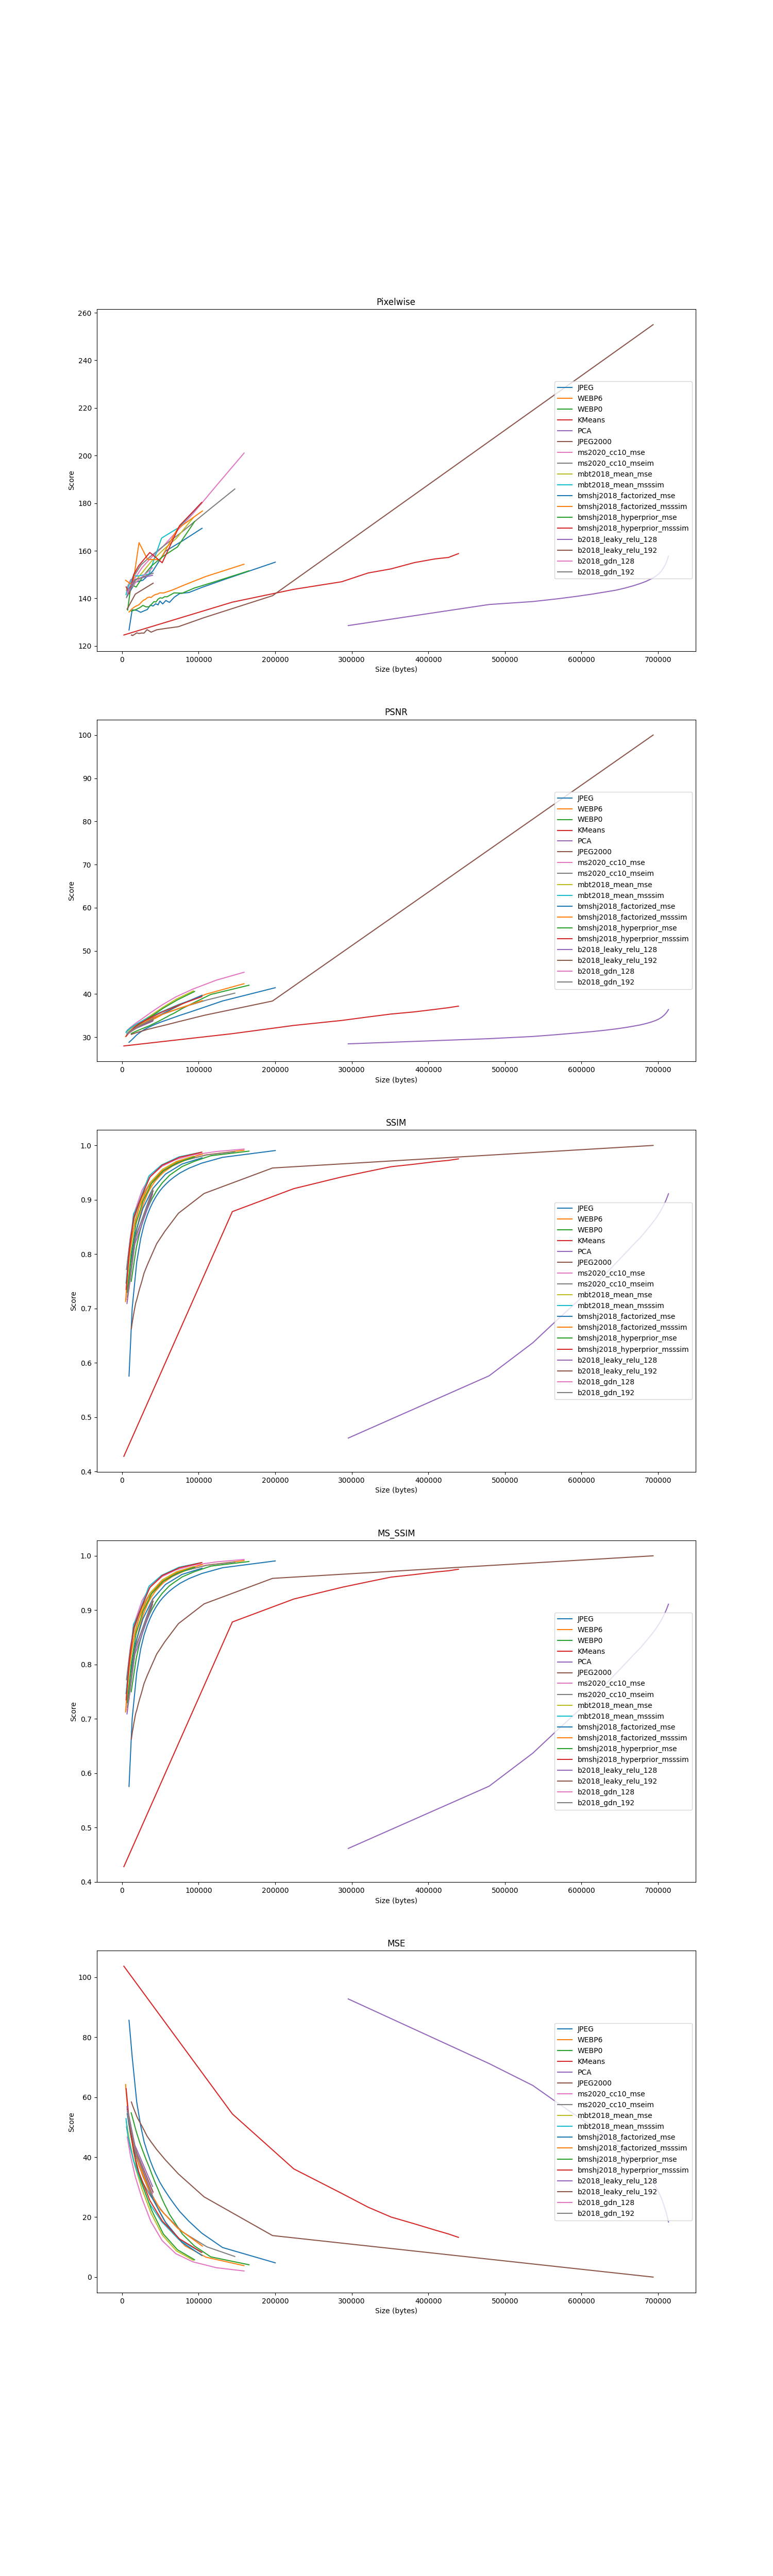 Pixelwise
260
240
220
200
180
160
140
120
Score
0 100000 200000 300000 400000 500000 600000 700000
Size (bytes)
JPEG
WEBP6
WEBP0
KMeans
PCA
JPEG2000
ms2020_cc10_mse
ms2020_cc10_mseim
mbt2018_mean_mse
mbt2018_mean_msssim
bmshj2018_factorized_mse
bmshj2018_factorized_msssim
bmshj2018_hyperprior_mse
bmshj2018_hyperprior_msssim
b2018_leaky_relu_128
b2018_leaky_relu_192
b2018_gdn_128
b2018_gdn_192
PSNR
100
90
80
70
60
50
40
30
Score
0 100000 200000 300000 400000 500000 600000 700000
Size (bytes)
JPEG
WEBP6
WEBP0
KMeans
PCA
JPEG2000
ms2020_cc10_mse
ms2020_cc10_mseim
mbt2018_mean_mse
mbt2018_mean_msssim
bmshj2018_factorized_mse
bmshj2018_factorized_msssim
bmshj2018_hyperprior_mse
bmshj2018_hyperprior_msssim
b2018_leaky_relu_128
b2018_leaky_relu_192
b2018_gdn_128
b2018_gdn_192
SSIM
1.0
0.9
0.8
0.7
0.6
0.5
0.4
Score
0 100000 200000 300000 400000 500000 600000 700000
Size (bytes)
JPEG
WEBP6
WEBP0
KMeans
PCA
JPEG2000
ms2020_cc10_mse
ms2020_cc10_mseim
mbt2018_mean_mse
mbt2018_mean_msssim
bmshj2018_factorized_mse
bmshj2018_factorized_msssim
bmshj2018_hyperprior_mse
bmshj2018_hyperprior_msssim
b2018_leaky_relu_128
b2018_leaky_relu_192
b2018_gdn_128
b2018_gdn_192
MS_SSIM
1.0
0.9
0.8
0.7
0.6
0.5
0.4
Score
0 100000 200000 300000 400000 500000 600000 700000
Size (bytes)
JPEG
WEBP6
WEBP0
KMeans
PCA
JPEG2000
ms2020_cc10_mse
ms2020_cc10_mseim
mbt2018_mean_mse
mbt2018_mean_msssim
bmshj2018_factorized_mse
bmshj2018_factorized_msssim
bmshj2018_hyperprior_mse
bmshj2018_hyperprior_msssim
b2018_leaky_relu_128
b2018_leaky_relu_192
b2018_gdn_128
b2018_gdn_192
MSE
100
80
60
40
20
0
Score
0 100000 200000 300000 400000 500000 600000 700000
Size (bytes)
JPEG
WEBP6
WEBP0
KMeans
PCA
JPEG2000
ms2020_cc10_mse
ms2020_cc10_mseim
mbt2018_mean_mse
mbt2018_mean_msssim
bmshj2018_factorized_mse
bmshj2018_factorized_msssim
bmshj2018_hyperprior_mse
bmshj2018_hyperprior_msssim
b2018_leaky_relu_128
b2018_leaky_relu_192
b2018_gdn_128
b2018_gdn_192